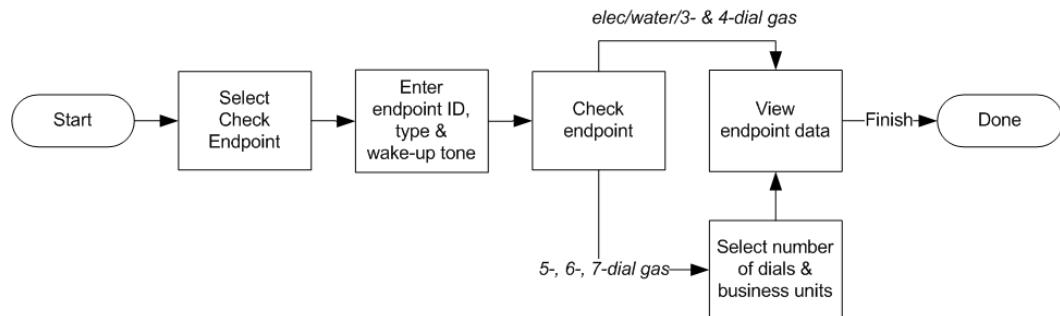 elec/water/3- & 4-dial gas
Start
Select
Check
Endpoint
Enter
endpoint ID,
type &
wake-up tone
Check
endpoint
View
endpoint data
Finish
Done
5-, 6-, 7-dial gas
Select number
of dials &
business units